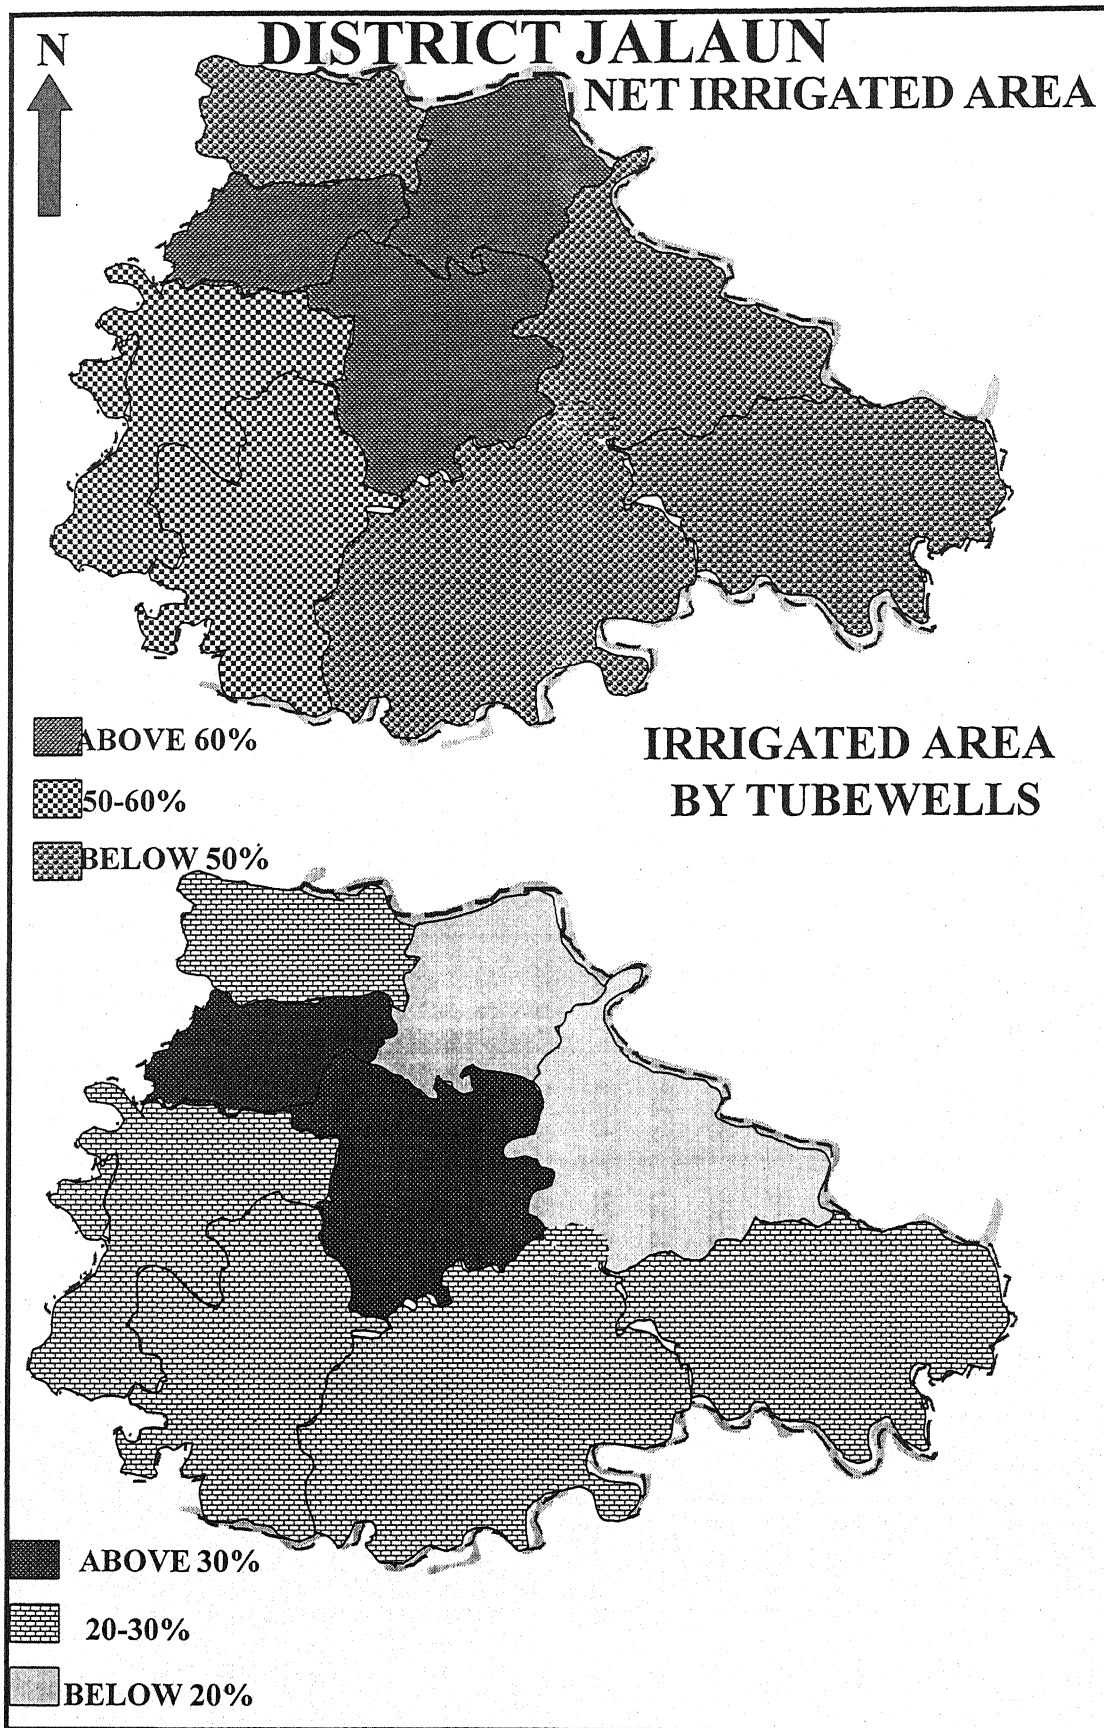 DISTRICT JALAUN
N
NET IRRIGATED AREA
ABOVE 60%
50-60%
BELOW 50%
IRRIGATED AREA
BY TUBEWELLS
ABOVE 30%
20-30%
BELOW 20%